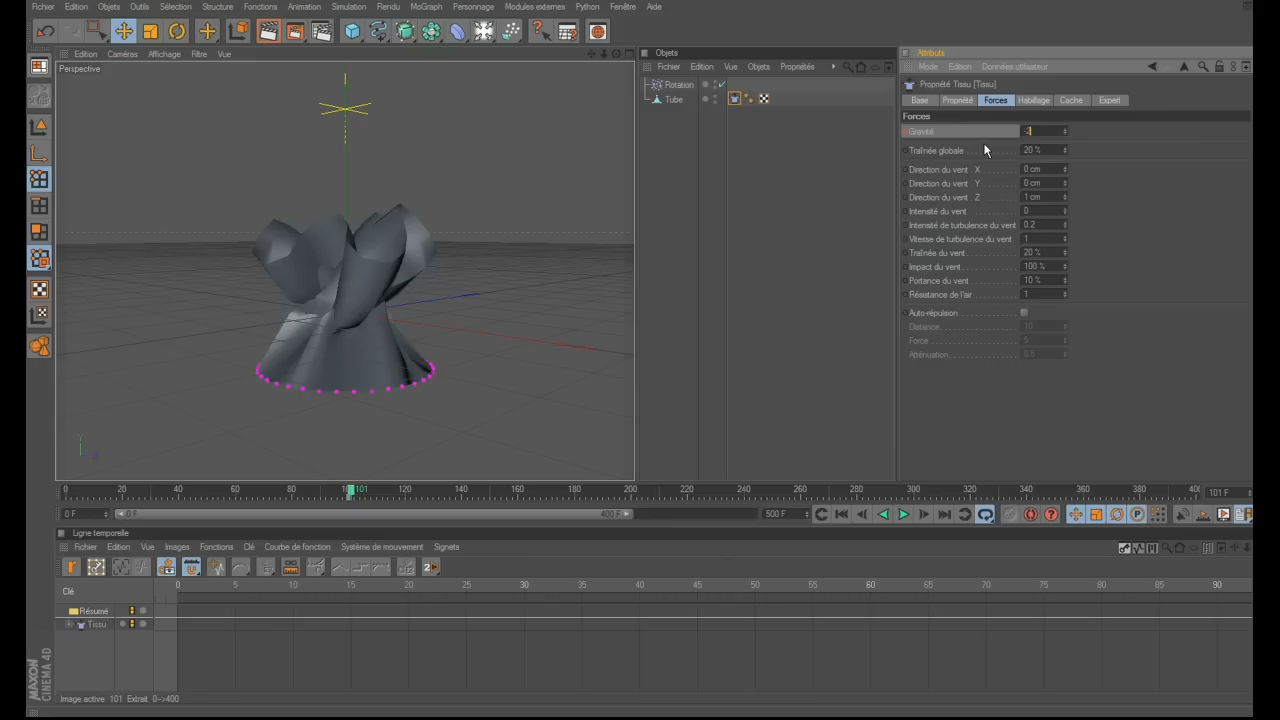 Fichier Edition Objets Outils Sélection Structure Fonctions Animation Simulation Rendu MoGraph Personnage Modules externes Python Fenêtre Aide
Edition Caméras Affichage Filtre Vue
Perspective
Objets
Fichier Edition Vue Objets Propriétés
Rotation
Tube
Attributs
Mode Edition Données utilisateur
Propriété Tissu [Tissu]
Base Propriété Forces Habillage Cache Expert
Forces
Gravité -2
Traînée globale 20 %
Direction du vent X 0 cm
Direction du vent Y 0 cm
Direction du vent Z 1 cm
Intensité du vent 0
Intensité de turbulence du vent 0.2
Vitesse de turbulence du vent 1
Traînée du vent 20 %
Impact du vent 100 %
Portance du vent 10 %
Résistance de l'air 1
Auto-répulsion
Distance 10
Force 5
Atténuation 0.5
Y
0 20 40 60 80 101 120 140 160 180 200 220 240 260 280 300 320 340 360 380 400 101 F
0 F 0 F 400 F 500 F
Ligne temporelle
Fichier Edition Vue Images Fonctions Clé Courbe de fonction Système de mouvement Signets
Clé 0 5 10 15 20 25 30 35 40 45 50 55 60 65 70 75 80 85 90
Résumé
Tissu
MAXON CINEMA 4D
Image active 101 Extrait 0-->400